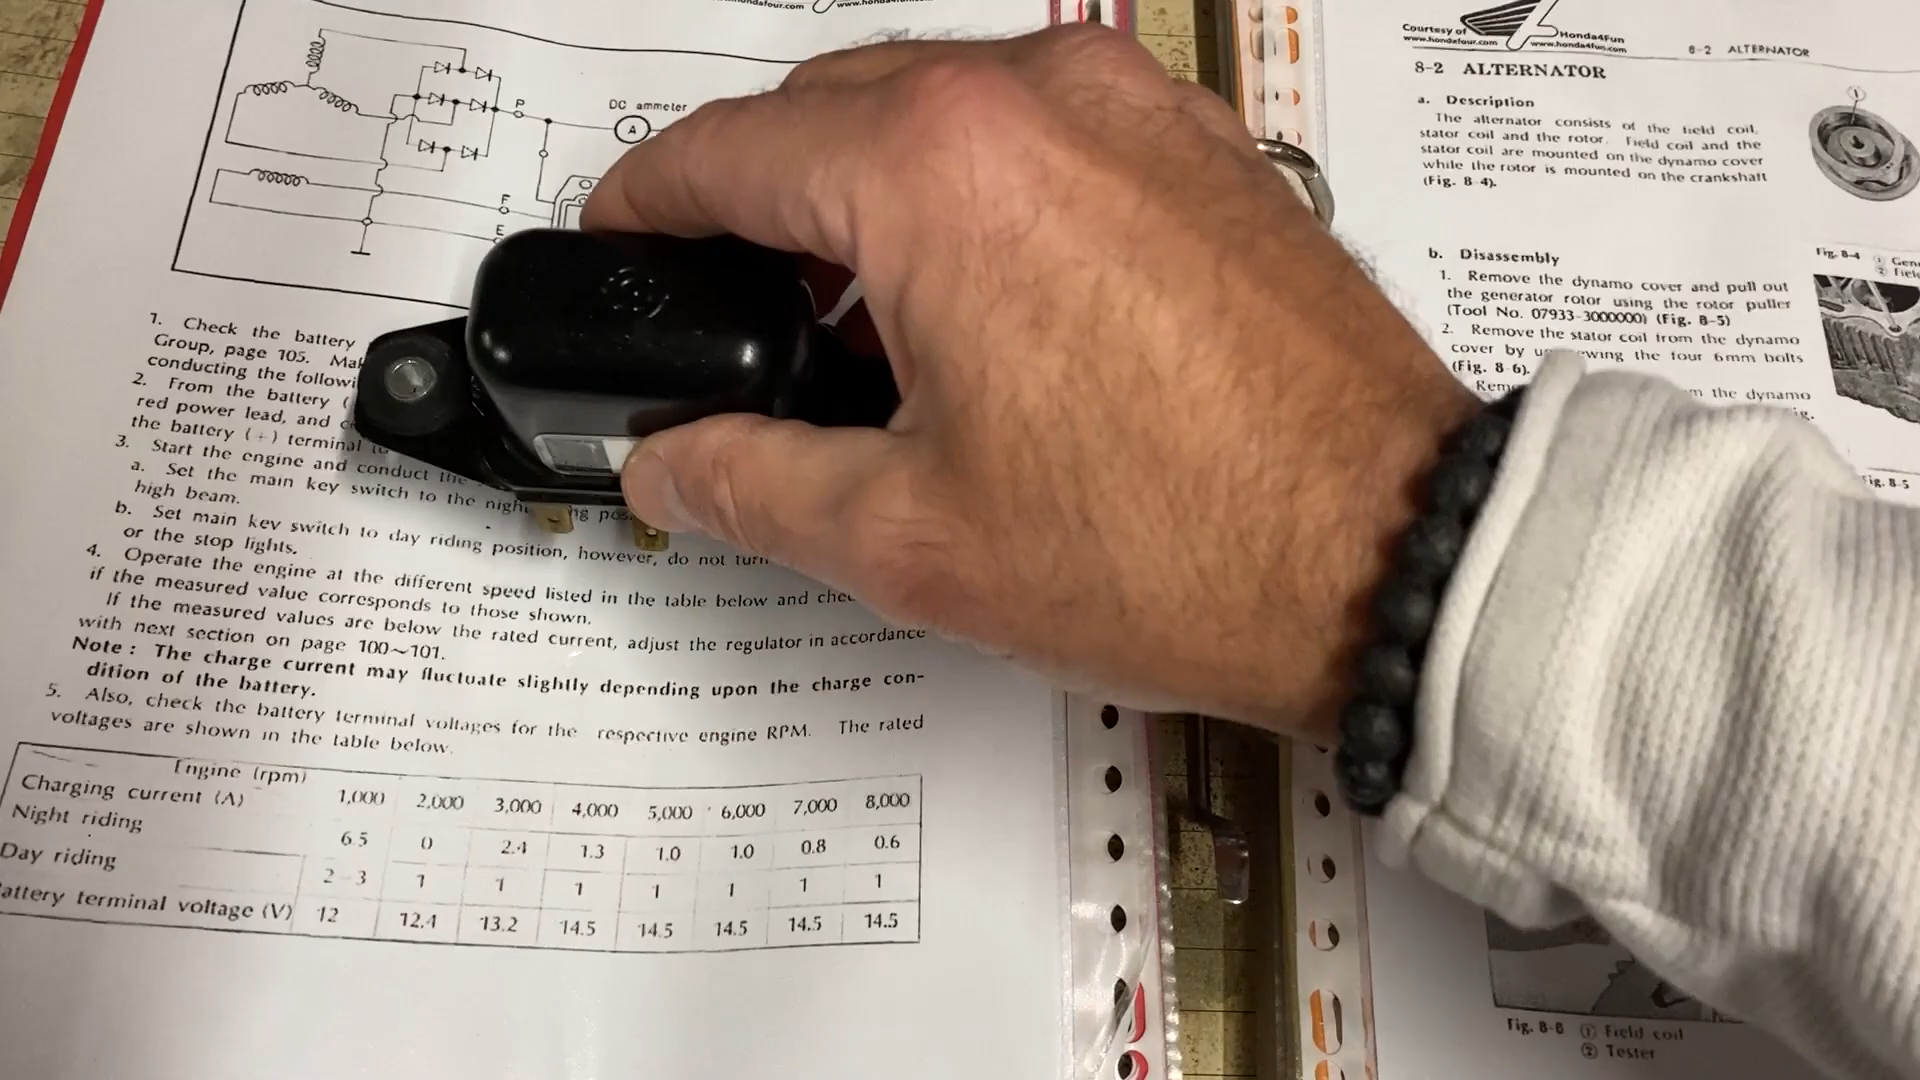 www.hondafour.com
www.honda4fun.com
P
DC ammeter
A
F
E
1. Check the battery
Group, page 105. Mak
conducting the followi
2. From the battery (
red power lead, and c
the battery (+) terminal to
3. Start the engine and conduct the
a. Set the main key switch to the night
high beam.
b. Set main key switch to day riding position, however, do not turn
or the stop lights.
4. Operate the engine at the different speed listed in the table below and chec
if the measured value corresponds to those shown.
If the measured values are below the rated current, adjust the regulator in accordance
with next section on page 100~101.
Note: The charge current may fluctuate slightly depending upon the charge con-
dition of the battery.
5. Also, check the battery terminal voltages for the respective engine RPM. The rated
voltages are shown in the table below.
Engine (rpm)
Charging current (A) 1,000 2,000 3,000 4,000 5,000 6,000 7,000 8,000
Night riding 6.5 0 2.4 1.3 1.0 1.0 0.8 0.6
Day riding 2-3 1 1 1 1 1 1 1
attery terminal voltage (V) 12 12.4 13.2 14.5 14.5 14.5 14.5 14.5
Courtesy of
www.hondafour.com
Honda4Fun
www.honda4fun.com
8-2 ALTERNATOR
8-2 ALTERNATOR
a. Description
The alternator consists of the field coil,
stator coil and the rotor. Field coil and the
stator coil are mounted on the dynamo cover
while the rotor is mounted on the crankshaft
(Fig. 8-4).
1
b. Disassembly
1. Remove the dynamo cover and pull out
the generator rotor using the rotor puller
(Tool No. 07933-3000000) (Fig. 8-5)
2. Remove the stator coil from the dynamo
cover by unscrewing the four 6mm bolts
(Fig. 8-6).
Remo
m the dynamo
ig.
Fig. 8-4 ① Gen
② Fiel
Fig. 8-5
Fig. 8-8 ① Field coil
② Tester